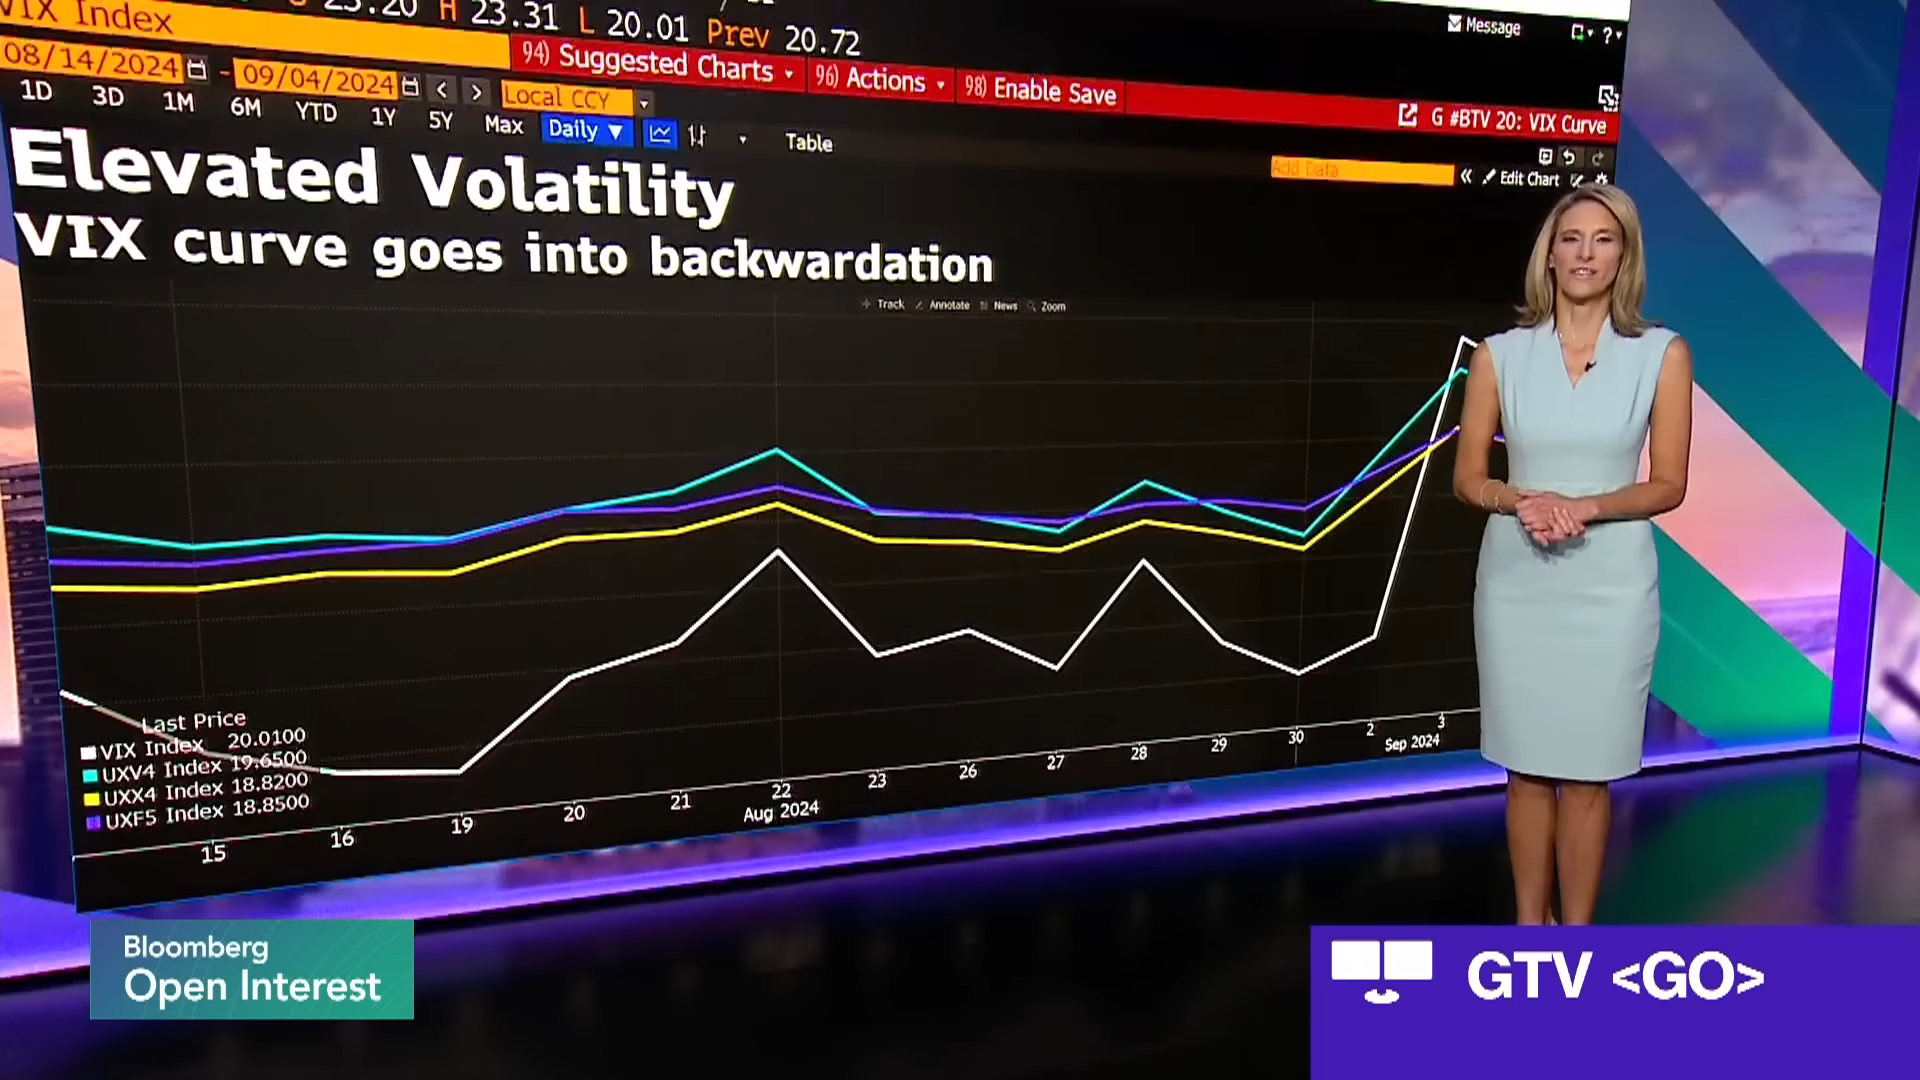 23.20 H 23.31 L 20.01 Prev 20.72
VIX Index
Message
08/14/2024 - 09/04/2024
94) Suggested Charts
96) Actions
98) Enable Save
G #BTV 20: VIX Curve
1D 3D 1M 6M YTD 1Y 5Y Max Daily ▼ Table
Local CCY
Add Data
Edit Chart
Elevated Volatility
VIX curve goes into backwardation
Track Annotate News Zoom
Last Price
VIX Index 20.0100
UXV4 Index 19.6500
UXX4 Index 18.8200
UXF5 Index 18.8500
15 16 19 20 21 22 23 26 27 28 29 30 2 3
Aug 2024 Sep 2024
Bloomberg
Open Interest
GTV <GO>